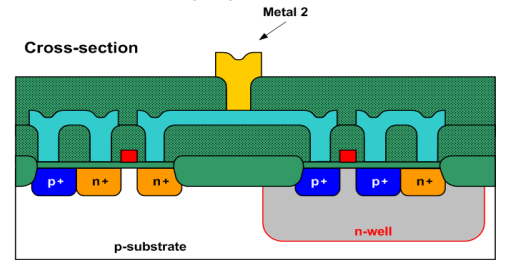 Metal 2
Cross-section
p+ n+ n+ p+ p+ n+
n-well
p-substrate